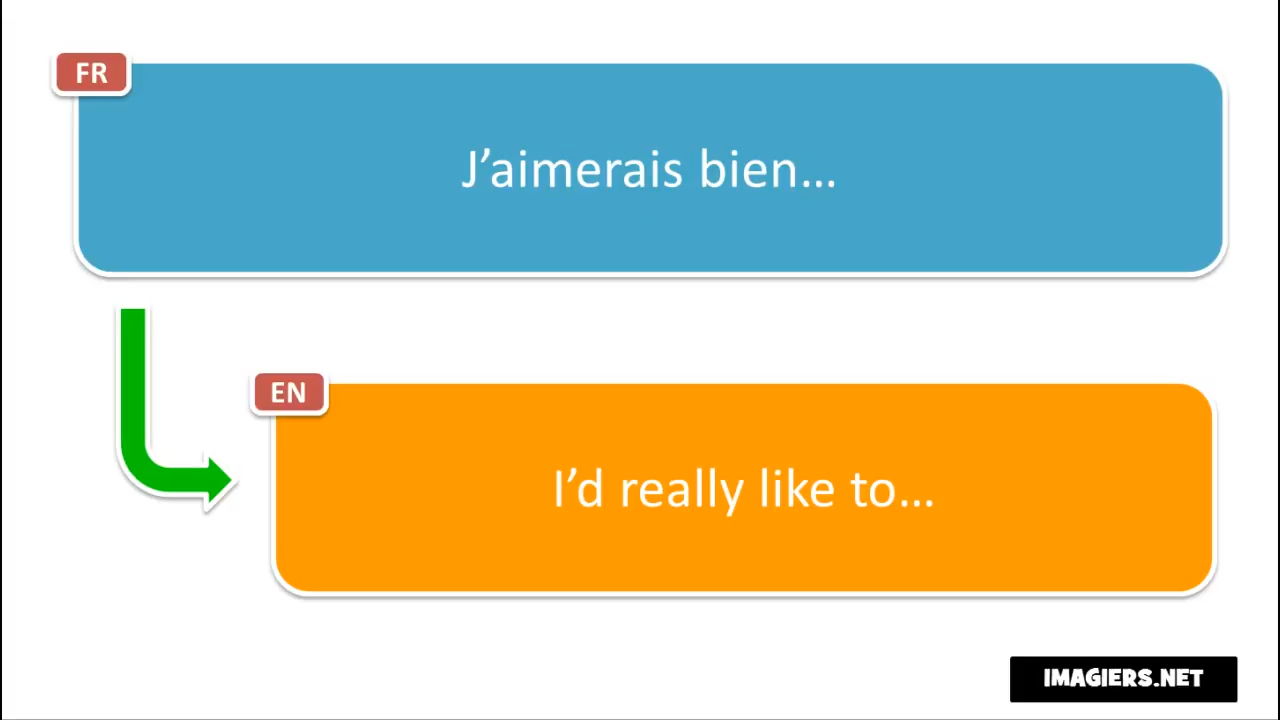 FR
J’aimerais bien…
EN
I’d really like to…
IMAGIERS.NET